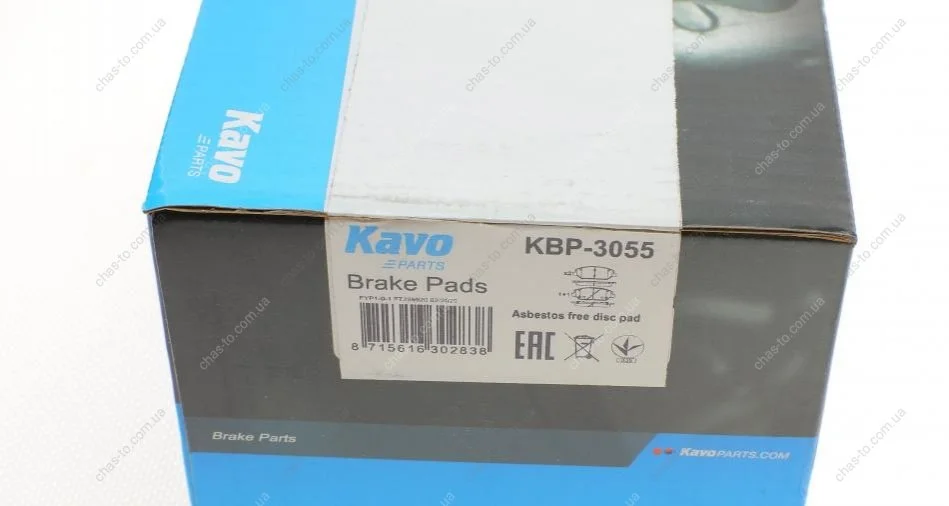 Kavo
PARTS
Kavo
PARTS
KBP-3055
Brake Pads
Asbestos free disc pad
8 715616 302838
EAC
Brake Parts
KavoPARTS.COM
chas-to.com.ua